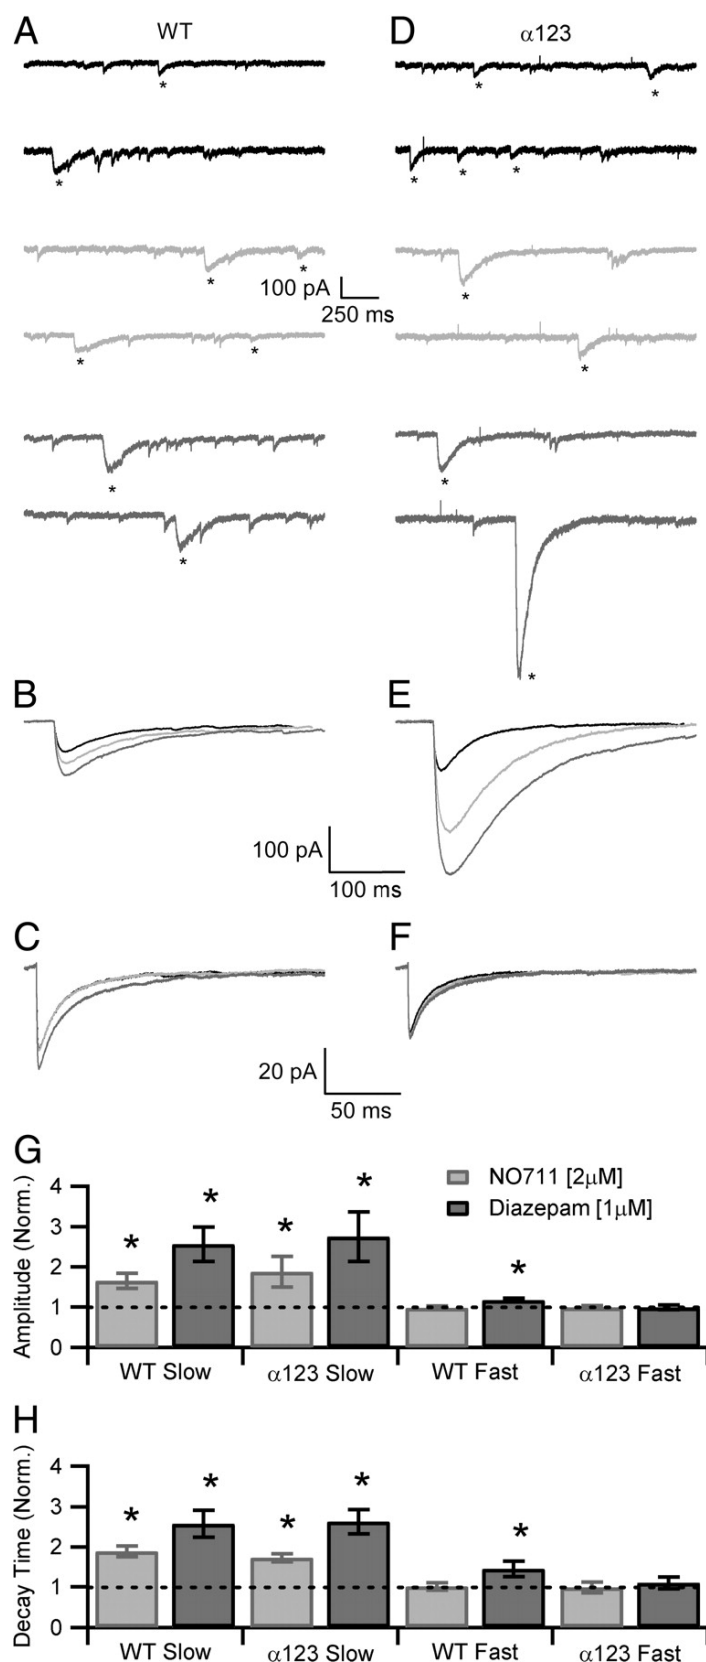 A WT D α123
*
* *
* * * *
* * *
100 pA
250 ms
*
* * *
* *
* *
B E
100 pA
100 ms
C F
20 pA
50 ms
G
NO711 [2μM]
Diazepam [1μM]
Amplitude (Norm.)
4
3
2
1
0
* * * * *
WT Slow α123 Slow WT Fast α123 Fast
H
Decay Time (Norm.)
4
3
2
1
0
* * * * *
WT Slow α123 Slow WT Fast α123 Fast